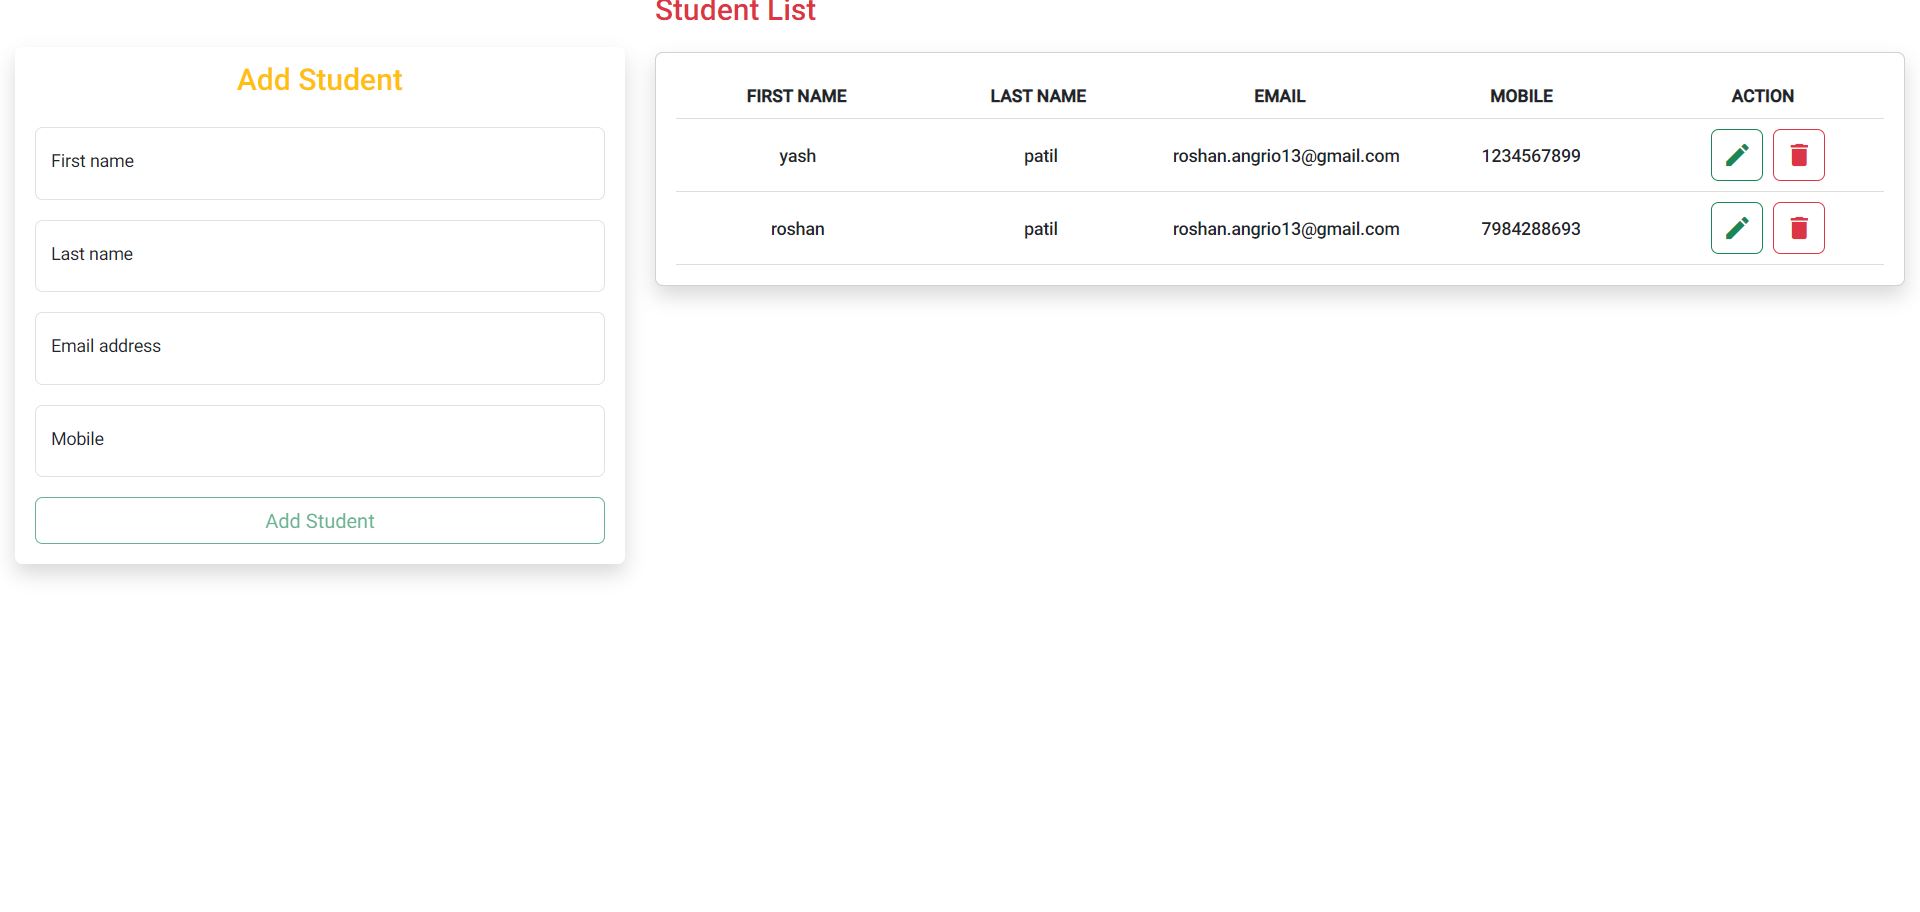 Student List
Add Student
First name
Last name
Email address
Mobile
Add Student
FIRST NAME LAST NAME EMAIL MOBILE ACTION
yash patil roshan.angrio13@gmail.com 1234567899
roshan patil roshan.angrio13@gmail.com 7984288693